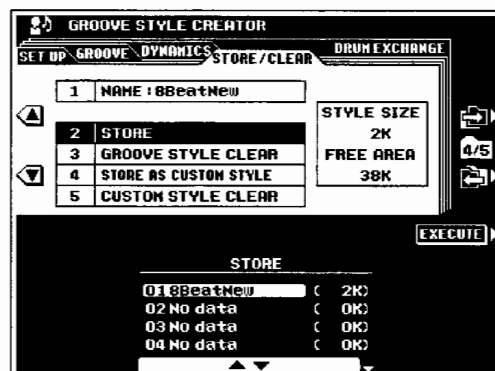 GROOVE STYLE CREATOR
SET UP GROOVE DYNAMICS STORE/CLEAR DRUM EXCHANGE
1 NAME : 8BeatNew
2 STORE
3 GROOVE STYLE CLEAR
4 STORE AS CUSTOM STYLE
5 CUSTOM STYLE CLEAR
STYLE SIZE
2K
FREE AREA
38K
4/5
EXECUTE
STORE
01 8BeatNew ( 2K)
02 No data ( 0K)
03 No data ( 0K)
04 No data ( 0K)